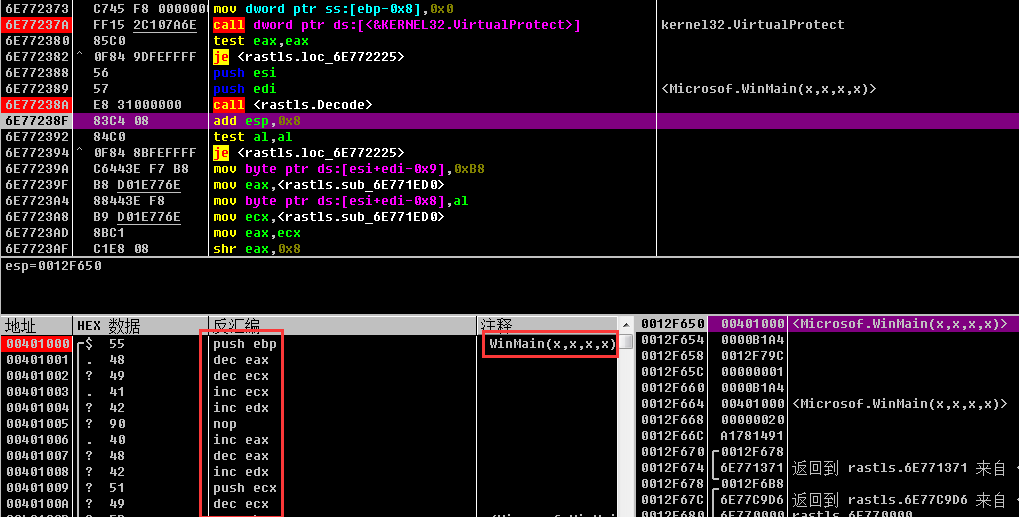 6E772373 C745 F8 0000000 mov dword ptr ss:[ebp-0x8],0x0
6E77237A FF15 2C107A6E call dword ptr ds:[<&KERNEL32.VirtualProtect>] kernel32.VirtualProtect
6E772380 85C0 test eax,eax
6E772382 ^ 0F84 9DFEFFFF je <rastls.loc_6E772225>
6E772388 56 push esi
6E772389 57 push edi <Microsof.WinMain(x,x,x,x)>
6E77238A E8 31000000 call <rastls.Decode>
6E77238F 83C4 08 add esp,0x8
6E772392 84C0 test al,al
6E772394 ^ 0F84 8BFEFFFF je <rastls.loc_6E772225>
6E77239A C6443E F7 B8 mov byte ptr ds:[esi+edi-0x9],0xB8
6E77239F B8 D01E776E mov eax,<rastls.sub_6E771ED0>
6E7723A4 88443E F8 mov byte ptr ds:[esi+edi-0x8],al
6E7723A8 B9 D01E776E mov ecx,<rastls.sub_6E771ED0>
6E7723AD 8BC1 mov eax,ecx
6E7723AF C1E8 08 shr eax,0x8
esp=0012F650
地址 HEX 数据 反汇编 注释
00401000 $ 55 push ebp WinMain(x,x,x,x)
00401001 . 48 dec eax
00401002 ? 49 dec ecx
00401003 . 41 inc ecx
00401004 ? 42 inc edx
00401005 ? 90 nop
00401006 . 40 inc eax
00401007 ? 48 dec eax
00401008 ? 42 inc edx
00401009 ? 51 push ecx
0040100A ? 49 dec ecx
0012F650 00401000 <Microsof.WinMain(x,x,x,x)>
0012F654 0000B1A4
0012F658 0012F79C
0012F65C 00000001
0012F660 0000B1A4
0012F664 00401000 <Microsof.WinMain(x,x,x,x)>
0012F668 00000020
0012F66C A1781491
0012F670 0012F678
0012F674 6E771371 返回到 rastls.6E771371 来自 <
0012F678 0012F6B8
0012F67C 6E77C9D6 返回到 rastls.6E77C9D6 来自 <
0012F680 6E770000 rastls.6E770000